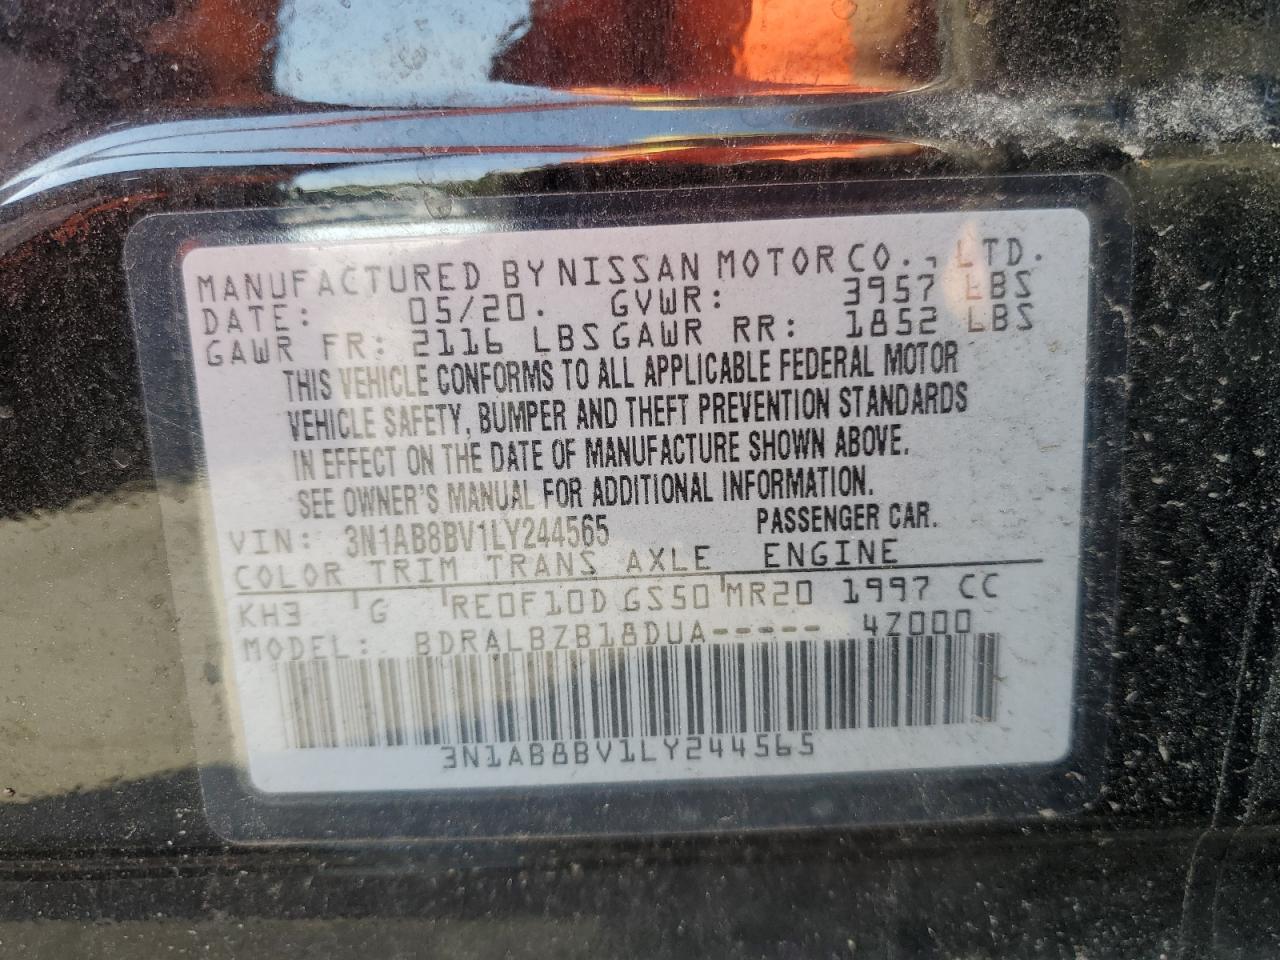 MANUFACTURED BY NISSAN MOTOR CO., LTD.
DATE: 05/20. GVWR: 3957 LBS
GAWR FR: 2116 LBS GAWR RR: 1852 LBS
THIS VEHICLE CONFORMS TO ALL APPLICABLE FEDERAL MOTOR
VEHICLE SAFETY, BUMPER AND THEFT PREVENTION STANDARDS
IN EFFECT ON THE DATE OF MANUFACTURE SHOWN ABOVE.
SEE OWNER'S MANUAL FOR ADDITIONAL INFORMATION.
VIN: 3N1AB8BV1LY244565 PASSENGER CAR.
COLOR TRIM TRANS AXLE ENGINE
KH3 G RE0F10D GS50 MR20 1997 CC
MODEL: BDRALBZB18DUA----- 4Z000
3N1AB8BV1LY244565